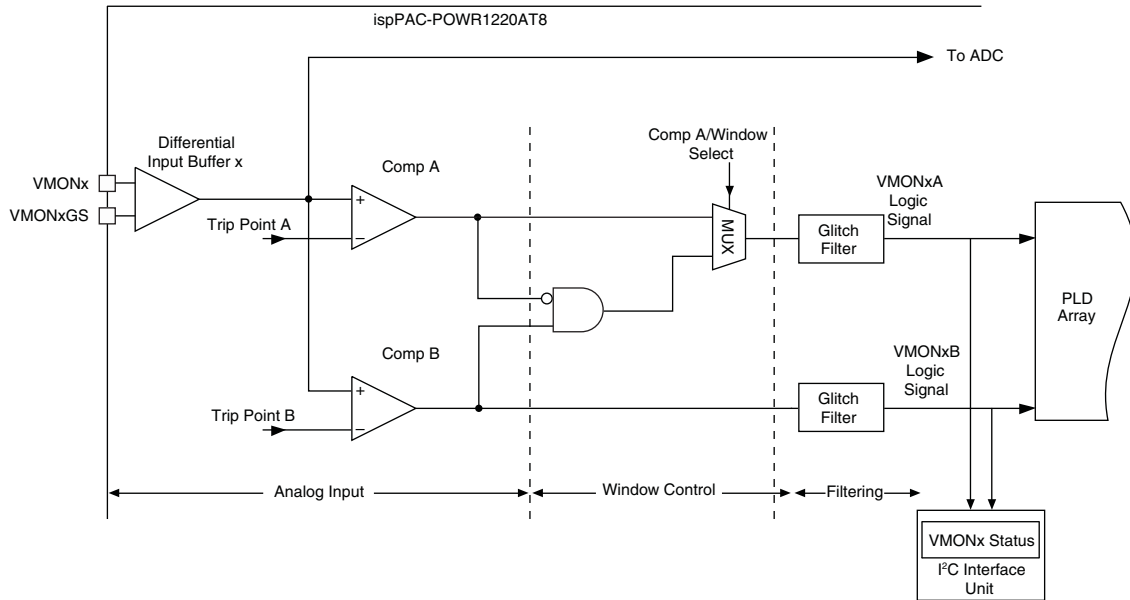 ispPAC-POWR1220AT8
To ADC
Differential
Input Buffer x
Comp A/Window
Select
Comp A
VMONx
VMONxGS
VMONxA
Logic
Signal
+
–
Trip Point A
MUX
Glitch
Filter
PLD
Array
Comp B
VMONxB
Logic
Signal
+
–
Trip Point B
Glitch
Filter
Analog Input
Window Control
Filtering
VMONx Status
I²C Interface
Unit